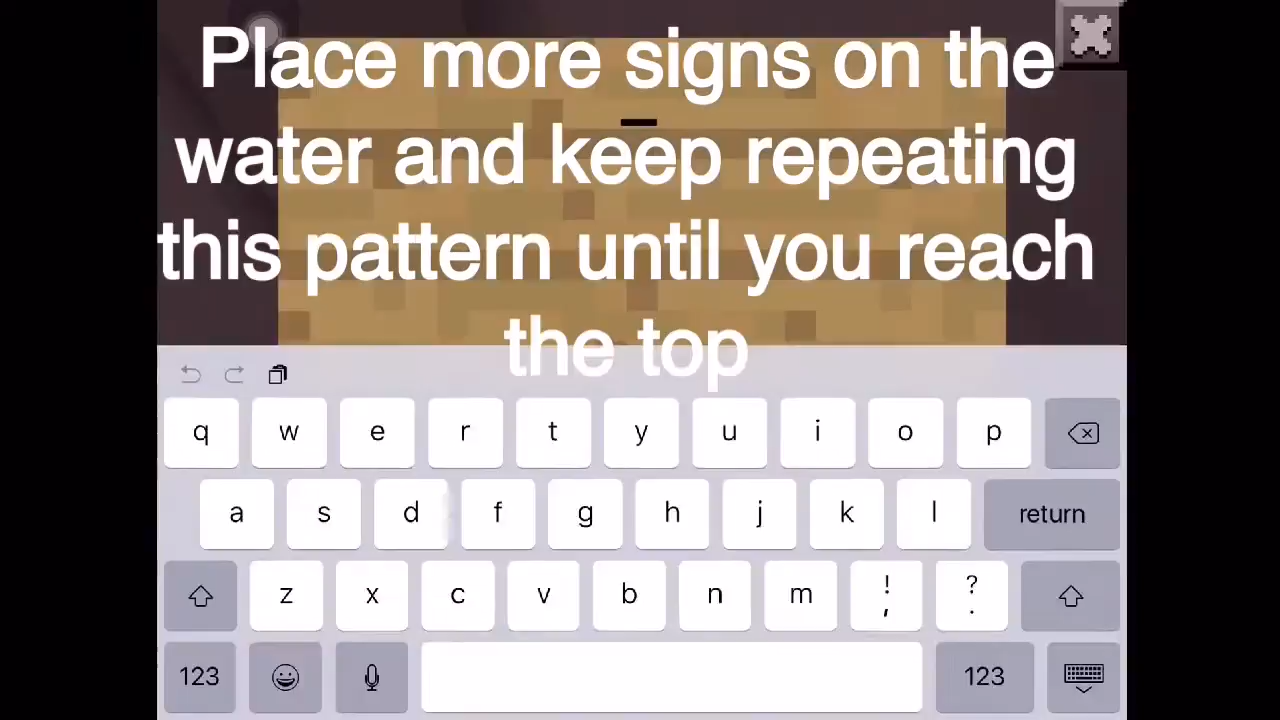 Place more signs on the
water and keep repeating
this pattern until you reach
the top
q w e r t y u i o p
a s d f g h j k l return
z x c v b n m ! , ? .
123 123